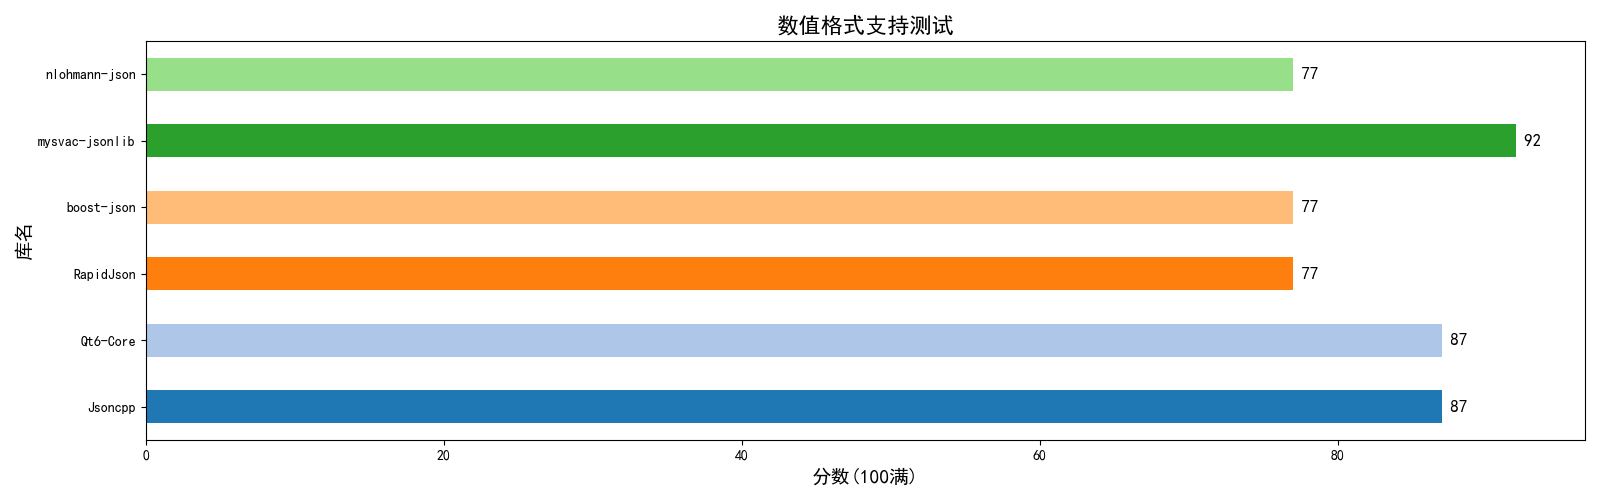 数值格式支持测试
nlohmann-json
77
mysvac-jsonlib
92
boost-json
77
RapidJson
77
Qt6-Core
87
Jsoncpp
87
库名
0 20 40 60 80
分数(100满)